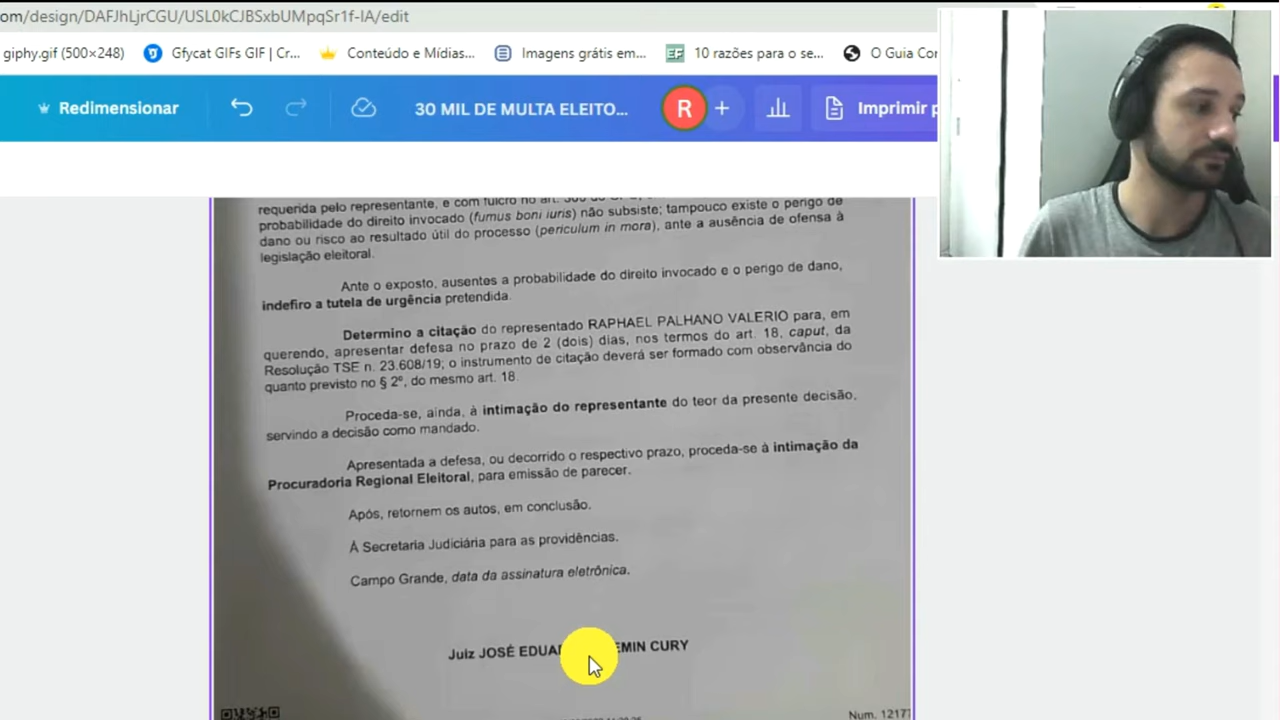 om/design/DAFJhLjrCGU/USL0kCJBSxbUMpqSr1f-IA/edit
giphy.gif (500×248) Gfycat GIFs GIF | Cr... Conteúdo e Mídias... Imagens grátis em... 10 razões para o se... O Guia Cor
Redimensionar 30 MIL DE MULTA ELEITO... R + Imprimir p
requerida pelo representante, e com fulcro no art.
probabilidade do direito invocado (fumus boni iuris) não subsiste; tampouco existe o perigo de
dano ou risco ao resultado útil do processo (periculum in mora), ante a ausência de ofensa à
legislação eleitoral.
Ante o exposto, ausentes a probabilidade do direito invocado e o perigo de dano,
indefiro a tutela de urgência pretendida.
Determino a citação do representado RAPHAEL PALHANO VALERIO para, em
querendo, apresentar defesa no prazo de 2 (dois) dias, nos termos do art. 18, caput, da
Resolução TSE n. 23.608/19; o instrumento de citação deverá ser formado com observância do
quanto previsto no § 2º, do mesmo art. 18.
Proceda-se, ainda, à intimação do representante do teor da presente decisão,
servindo a decisão como mandado.
Apresentada a defesa, ou decorrido o respectivo prazo, proceda-se à intimação da
Procuradoria Regional Eleitoral, para emissão de parecer.
Após, retornem os autos, em conclusão.
À Secretaria Judiciária para as providências.
Campo Grande, data da assinatura eletrônica.
Juiz JOSÉ EDUA EMIN CURY
Num. 12177